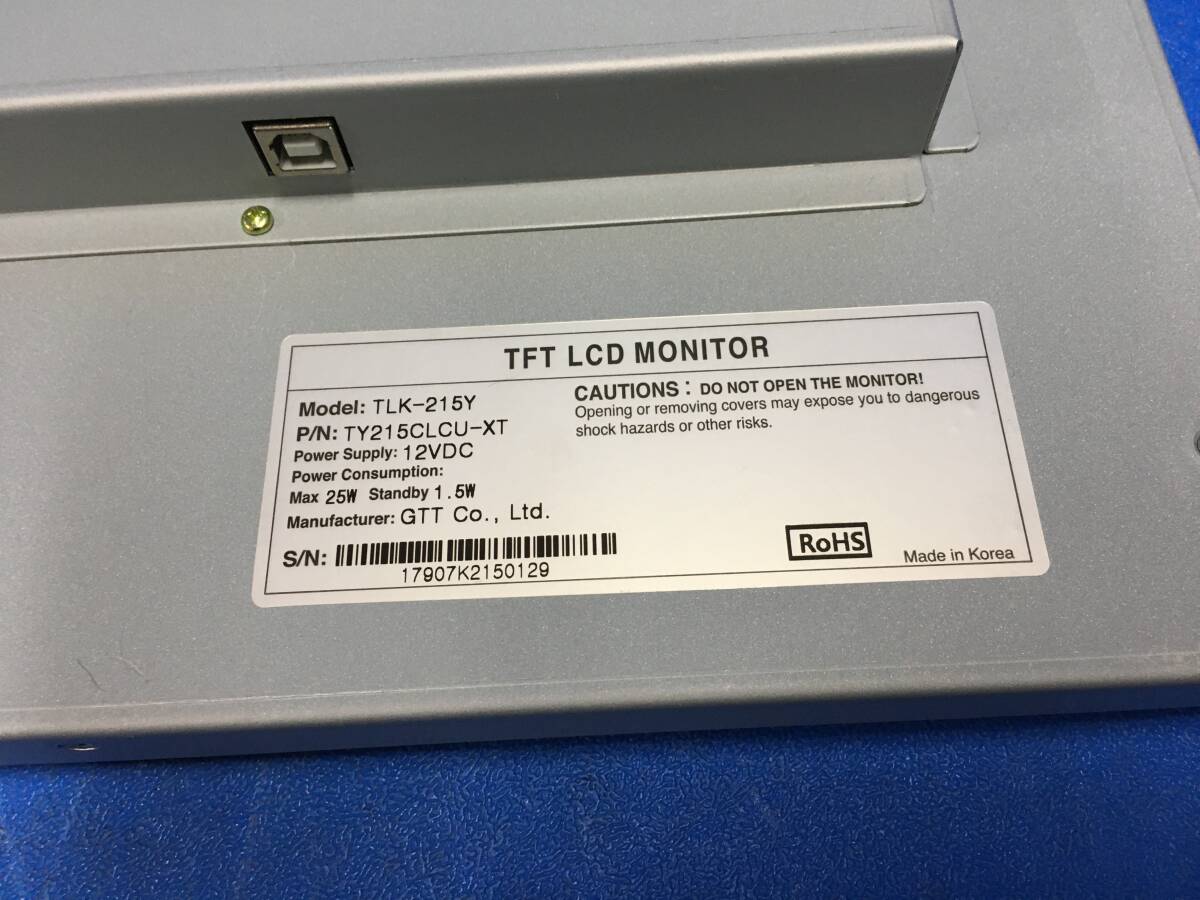 TFT LCD MONITOR
Model: TLK-215Y
P/N: TY215CLCU-XT
Power Supply: 12VDC
Power Consumption:
Max 25W Standby 1.5W
Manufacturer: GTT Co., Ltd.
S/N:
17907K2150129
CAUTIONS: DO NOT OPEN THE MONITOR!
Opening or removing covers may expose you to dangerous
shock hazards or other risks.
RoHS
Made in Korea